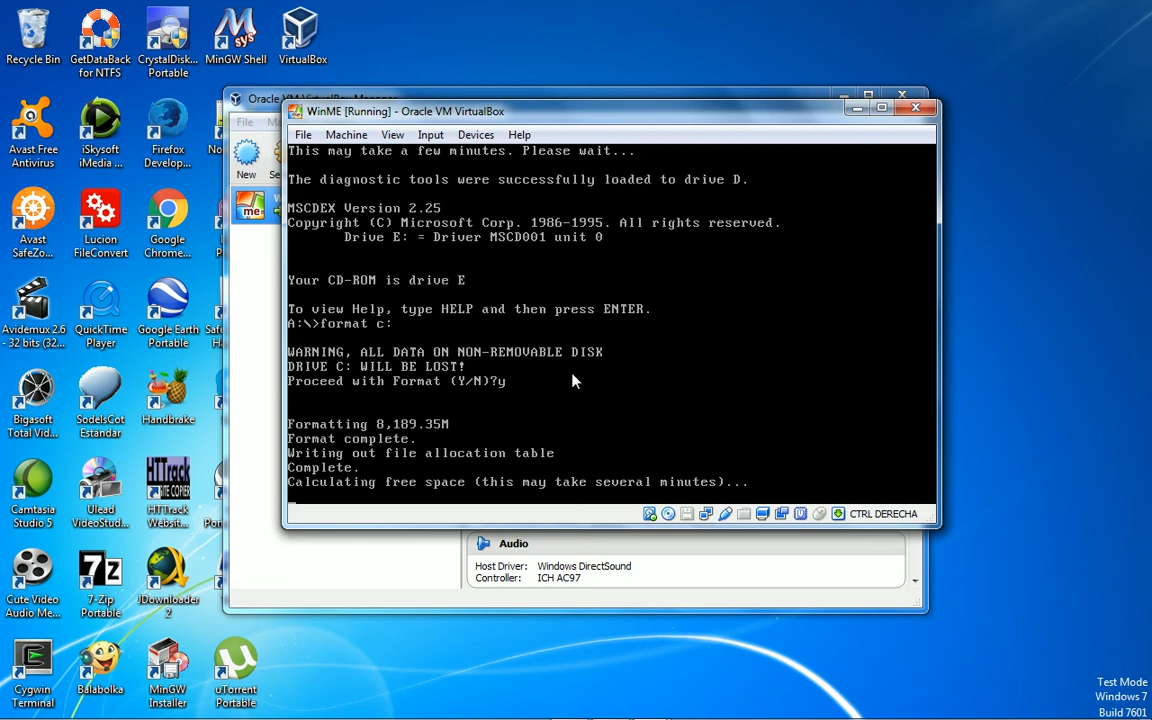 Recycle Bin
GetDataBack
for NTFS
CrystalDisk...
Portable
MinGW Shell
VirtualBox
Avast Free
Antivirus
iSkysoft
iMedia ...
Firefox
Develop...
Avast
SafeZo...
Lucion
FileConvert
Google
Chrome...
Avidemux 2.6
- 32 bits (32...
QuickTime
Player
Google Earth
Portable
Bigasoft
Total Vid...
SodelsCot
Estándar
Handbrake
Camtasia
Studio 5
Ulead
VideoStud...
HTTrack
SITE COPIER
HTTrack
Websit...
Cute Video
Audio Me...
7z
7-Zip
Portable
JDownloader
2
Cygwin
Terminal
Balabolka
MinGW
Installer
uTorrent
Portable
Oracle VM VirtualBox Manager
File
New
me
WinME [Running] - Oracle VM VirtualBox
File Machine View Input Devices Help
This may take a few minutes. Please wait...
The diagnostic tools were successfully loaded to drive D.
MSCDEX Version 2.25
Copyright (C) Microsoft Corp. 1986-1995. All rights reserved.
Drive E: = Driver MSCD001 unit 0
Your CD-ROM is drive E
To view Help, type HELP and then press ENTER.
A:\>format c:
WARNING, ALL DATA ON NON-REMOVABLE DISK
DRIVE C: WILL BE LOST!
Proceed with Format (Y/N)?y
Formatting 8,189.35M
Format complete.
Writing out file allocation table
Complete.
Calculating free space (this may take several minutes)...
CTRL DERECHA
Audio
Host Driver: Windows DirectSound
Controller: ICH AC97
Test Mode
Windows 7
Build 7601